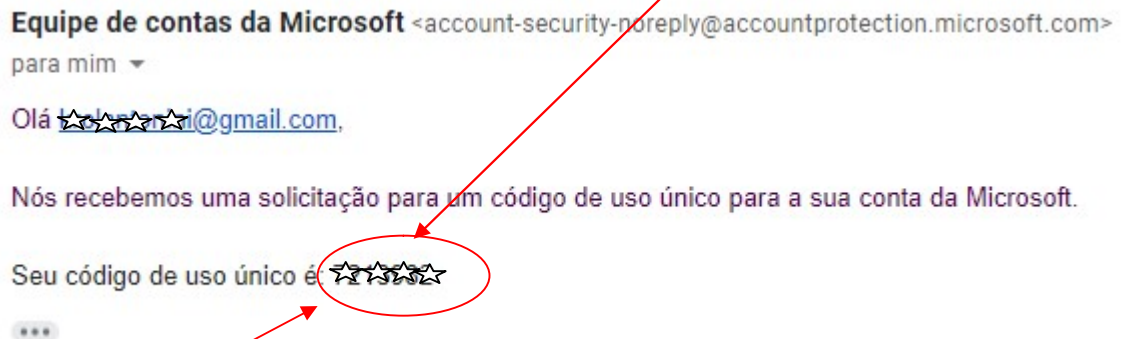 Equipe de contas da Microsoft <account-security-noreply@accountprotection.microsoft.com>
para mim
Olá @gmail.com,
Nós recebemos uma solicitação para um código de uso único para a sua conta da Microsoft.
Seu código de uso único é: